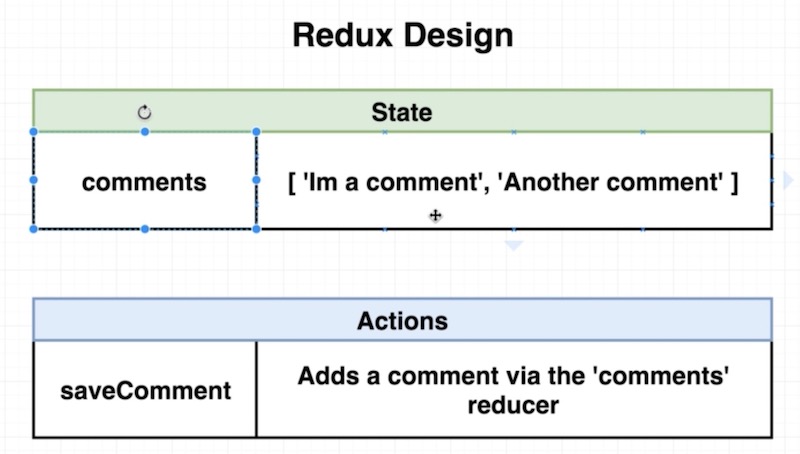 Redux Design
State
comments
[ 'Im a comment', 'Another comment' ]
Actions
saveComment
Adds a comment via the 'comments'
reducer